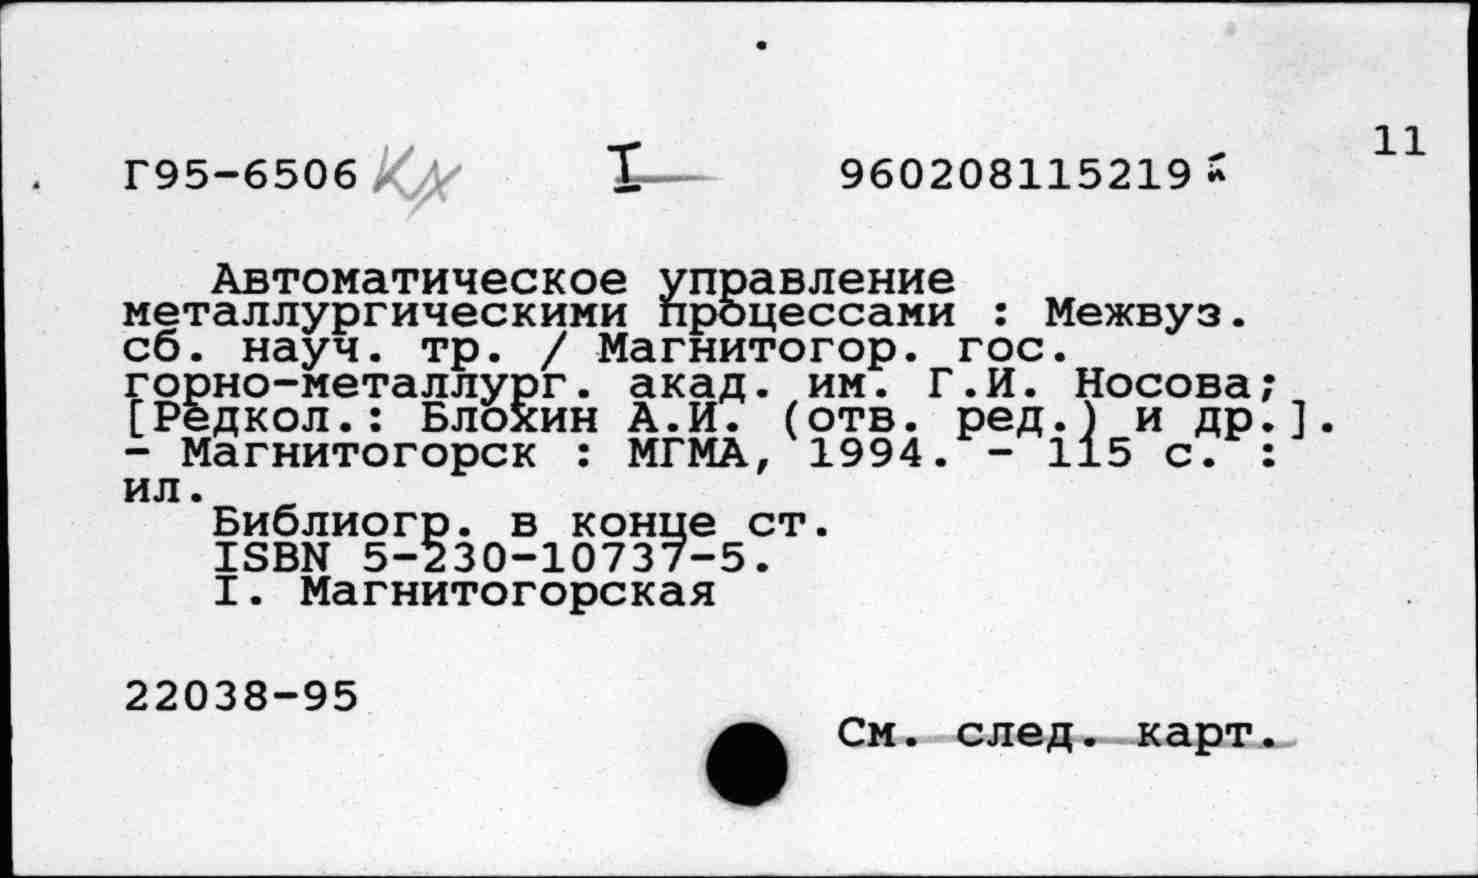 11
Г95-6506 КХ I 960208115219
Автоматическое управление
металлургическими процессами : Межвуз.
сб. науч. тр. / Магнитогор. гос.
горно-металлург. акад. им. Г.И. Носова;
[Редкол.: Блохин А.И. (отв. ред.) и др.].
- Магнитогорск : МГМА, 1994. - 115 с. :
ил.
Библиогр. в конце ст.
ISBN 5-230-10737-5.
I. Магнитогорская
22038-95
См. след. карт.